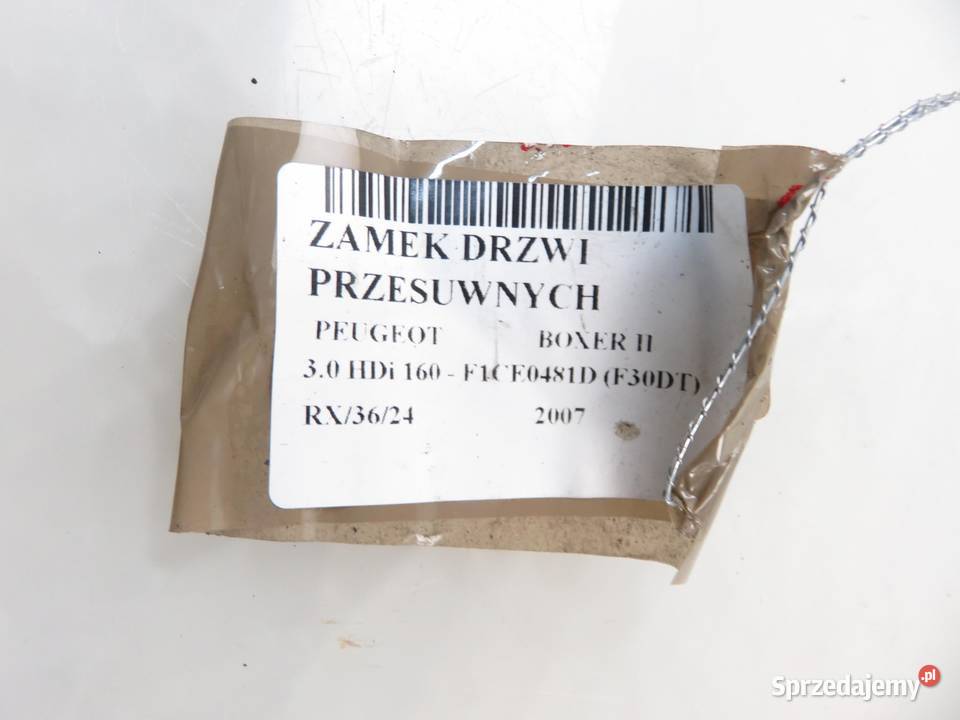 ZAMEK DRZWI
PRZESUWNYCH
PEUGEOT BOXER II
3.0 HDi 160 - F1CE0481D (F30DT)
RX/36/24 2007
Sprzedajemy.pl